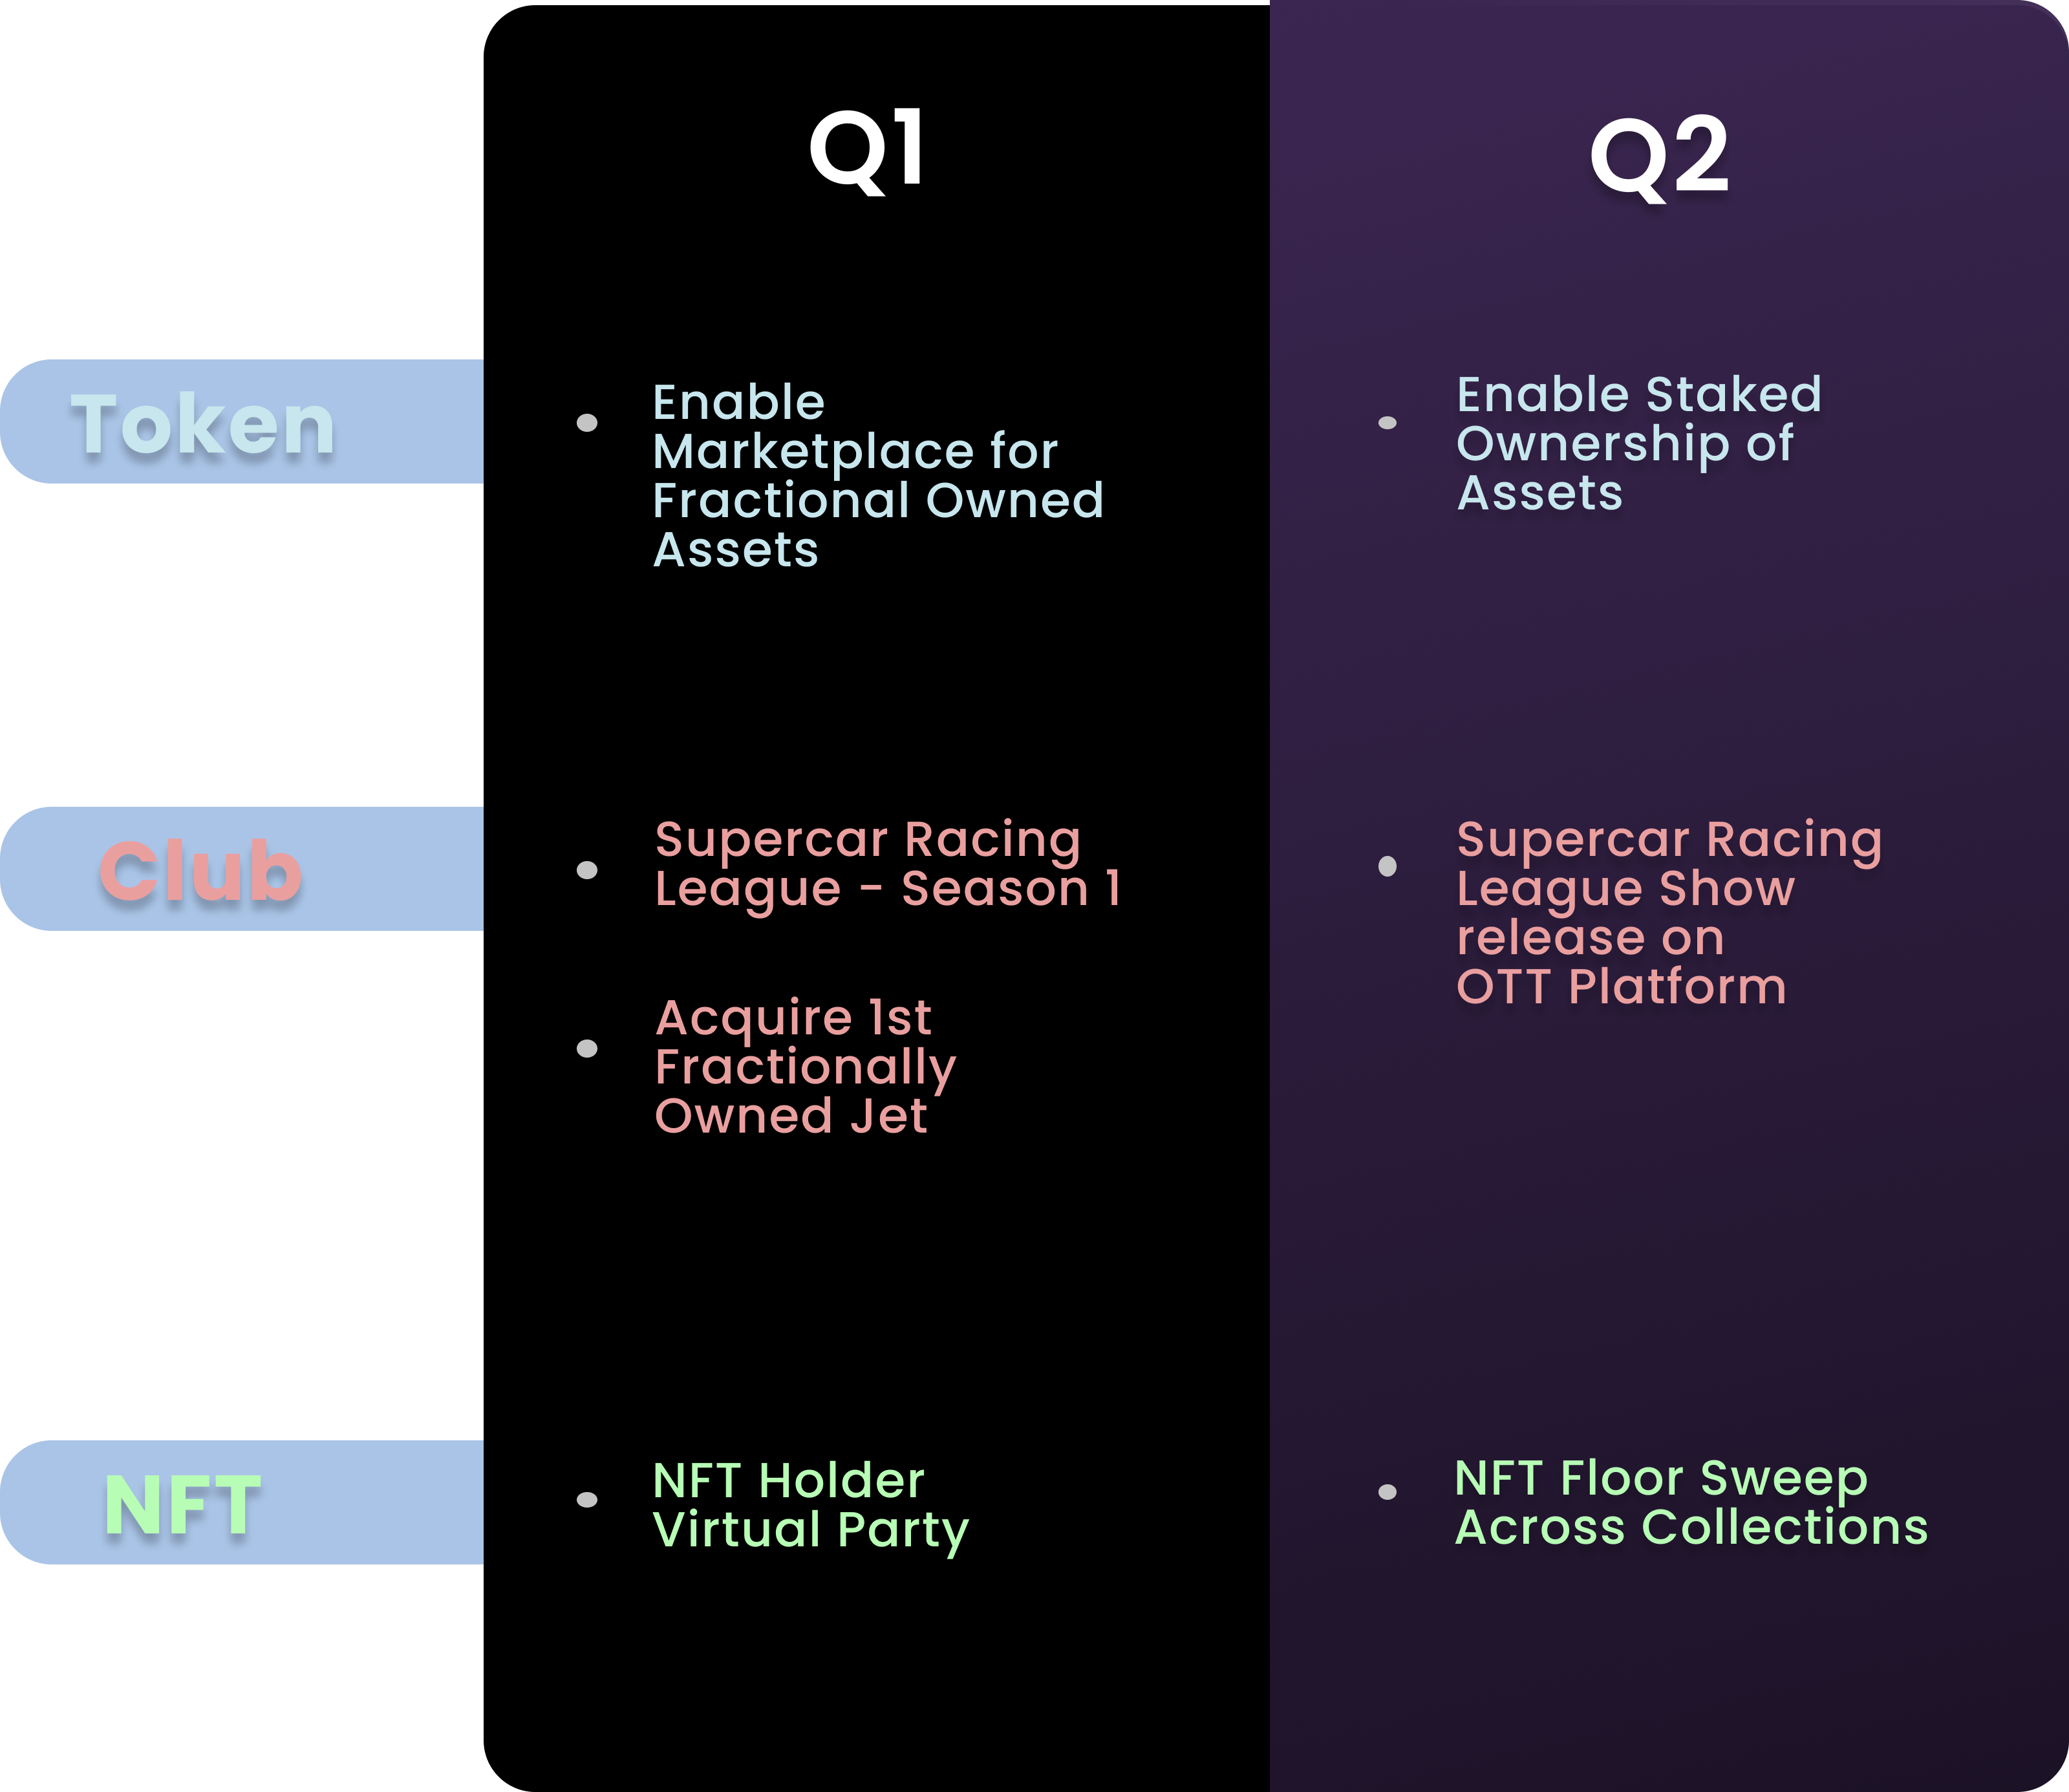 Q1
Q2
Token
Enable
Marketplace for
Fractional Owned
Assets
Enable Staked
Ownership of
Assets
Club
Supercar Racing
League - Season 1
Acquire 1st
Fractionally
Owned Jet
Supercar Racing
League Show
release on
OTT Platform
NFT
NFT Holder
Virtual Party
NFT Floor Sweep
Across Collections